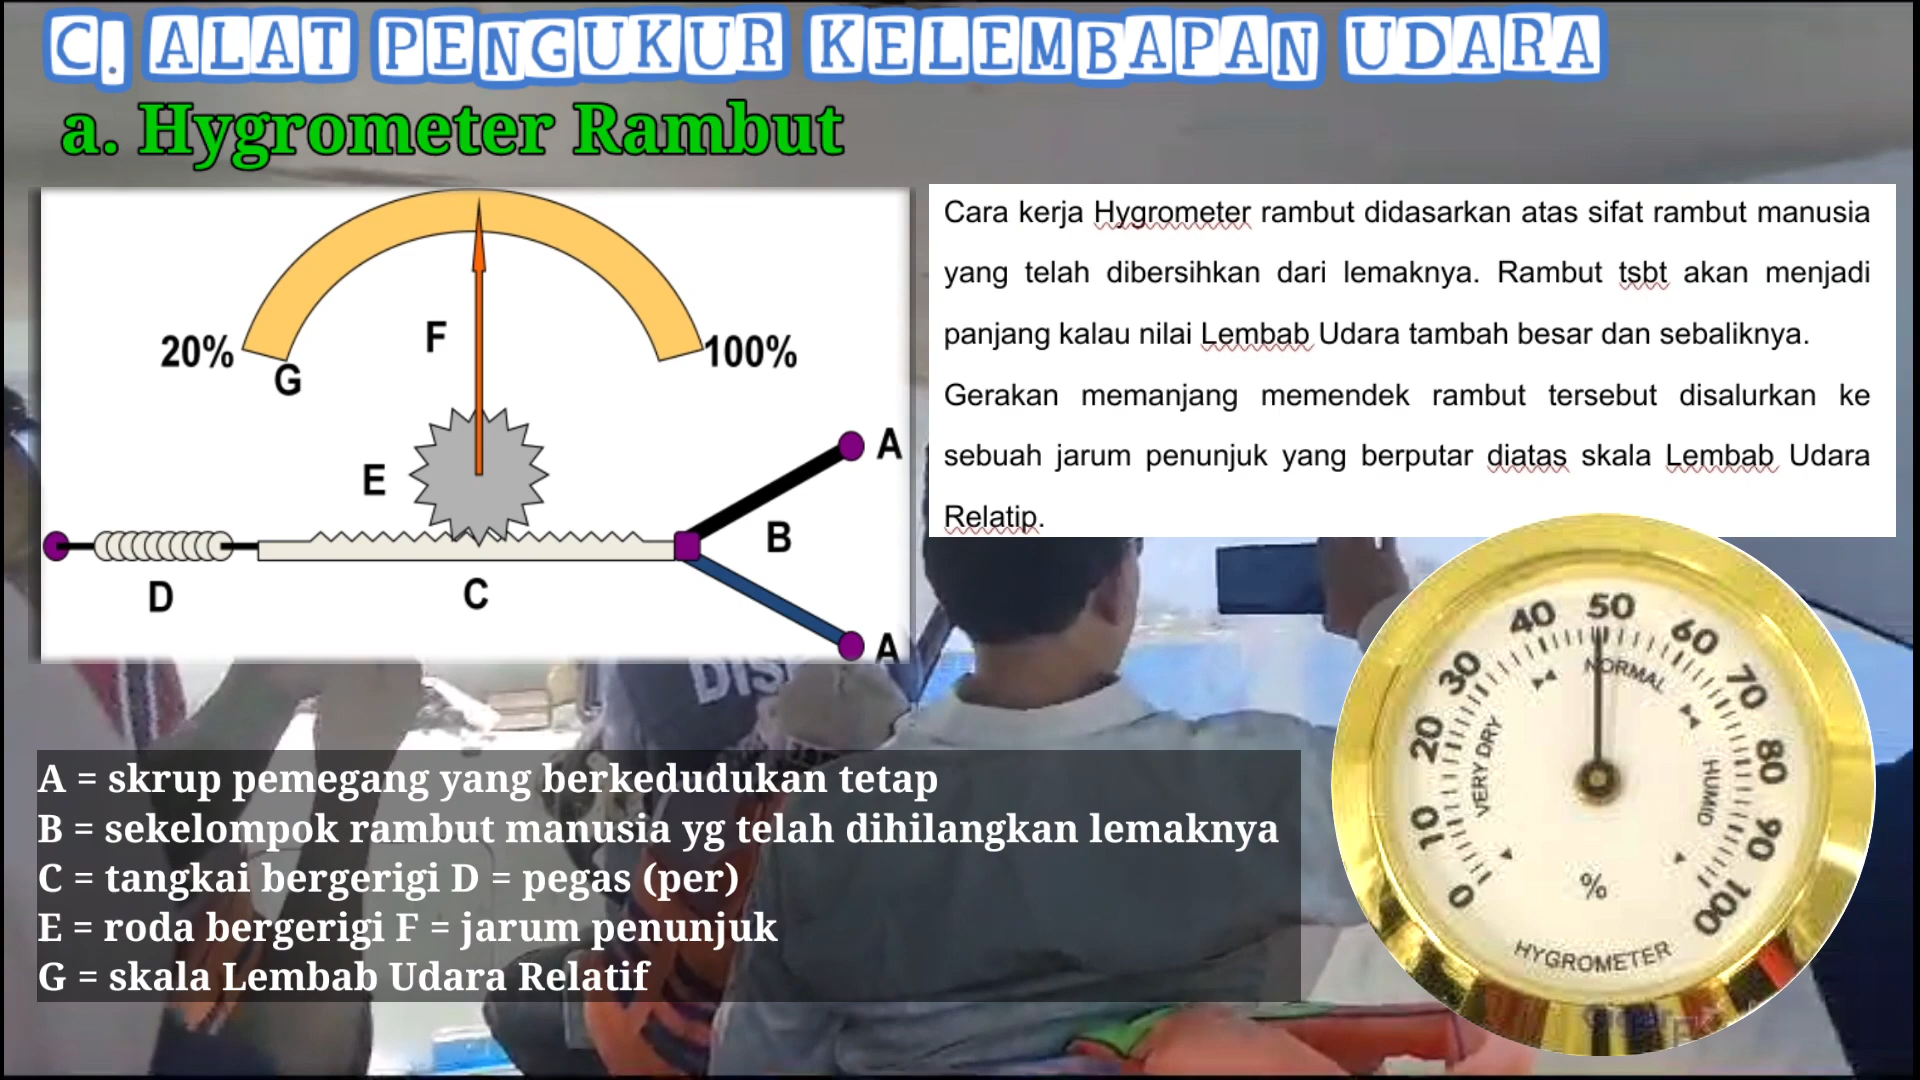 C. ALAT PENGUKUR KELEMBAPAN UDARA
a. Hygrometer Rambut
20%
G
F
100%
E
A
B
D
C
A
Cara kerja Hygrometer rambut didasarkan atas sifat rambut manusia
yang telah dibersihkan dari lemaknya. Rambut tsbt akan menjadi
panjang kalau nilai Lembab Udara tambah besar dan sebaliknya.
Gerakan memanjang memendek rambut tersebut disalurkan ke
sebuah jarum penunjuk yang berputar diatas skala Lembab Udara
Relatip.
A = skrup pemegang yang berkedudukan tetap
B = sekelompok rambut manusia yg telah dihilangkan lemaknya
C = tangkai bergerigi D = pegas (per)
E = roda bergerigi F = jarum penunjuk
G = skala Lembab Udara Relatif
0 10 20 30 40 50 60 70 80 90 100
VERY DRY
NORMAL
HUMID
%
HYGROMETER